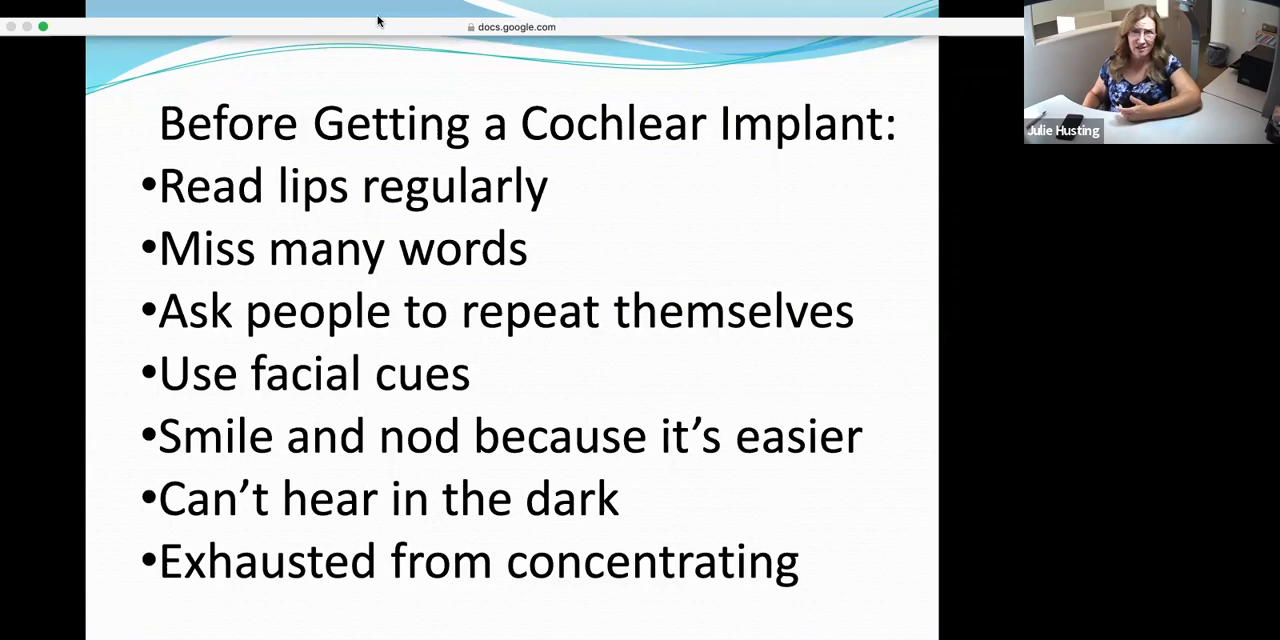 docs.google.com
Before Getting a Cochlear Implant:
•Read lips regularly
•Miss many words
•Ask people to repeat themselves
•Use facial cues
•Smile and nod because it’s easier
•Can’t hear in the dark
•Exhausted from concentrating
Julie Husting